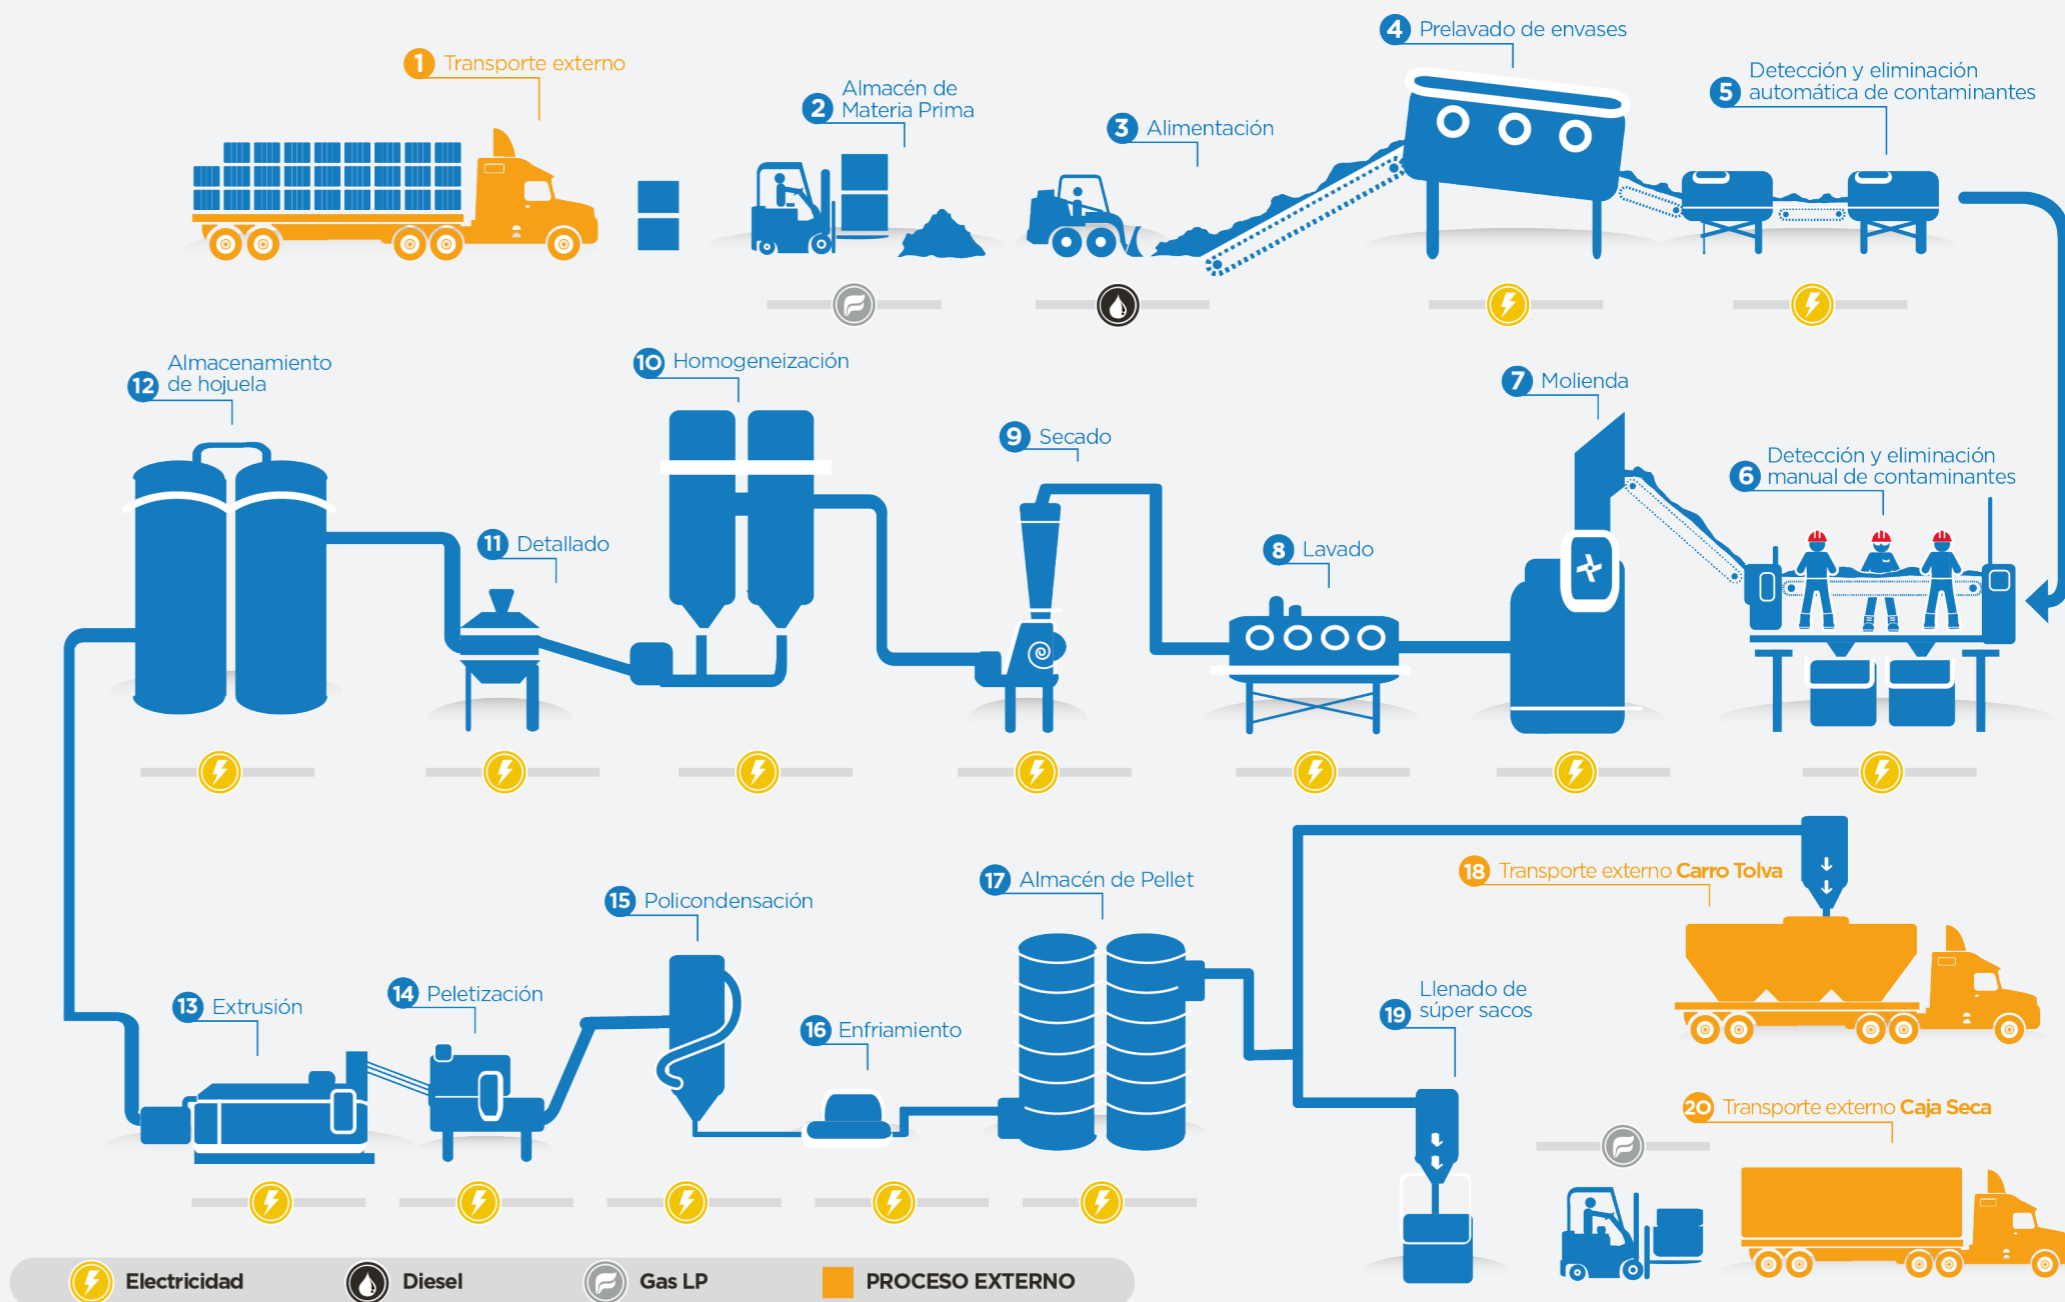 1 Transporte externo
2 Almacén de
Materia Prima
3 Alimentación
4 Prelavado de envases
5 Detección y eliminación
automática de contaminantes
12 Almacenamiento
de hojuela
10 Homogeneización
7 Molienda
9 Secado
6 Detección y eliminación
manual de contaminantes
11 Detallado
8 Lavado
18 Transporte externo Carro Tolva
17 Almacén de Pellet
15 Policondensación
14 Peletización
13 Extrusión
16 Enfriamiento
19 Llenado de
súper sacos
20 Transporte externo Caja Seca
Electricidad
Diesel
Gas LP
PROCESO EXTERNO